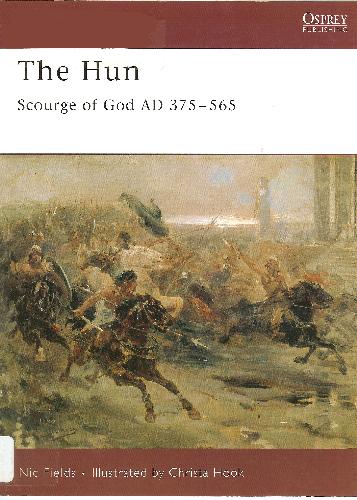 OSPREY
PUBLISHING
The Hun
Scourge of God AD 375–565
Nic Fields • Illustrated by Christa Hook